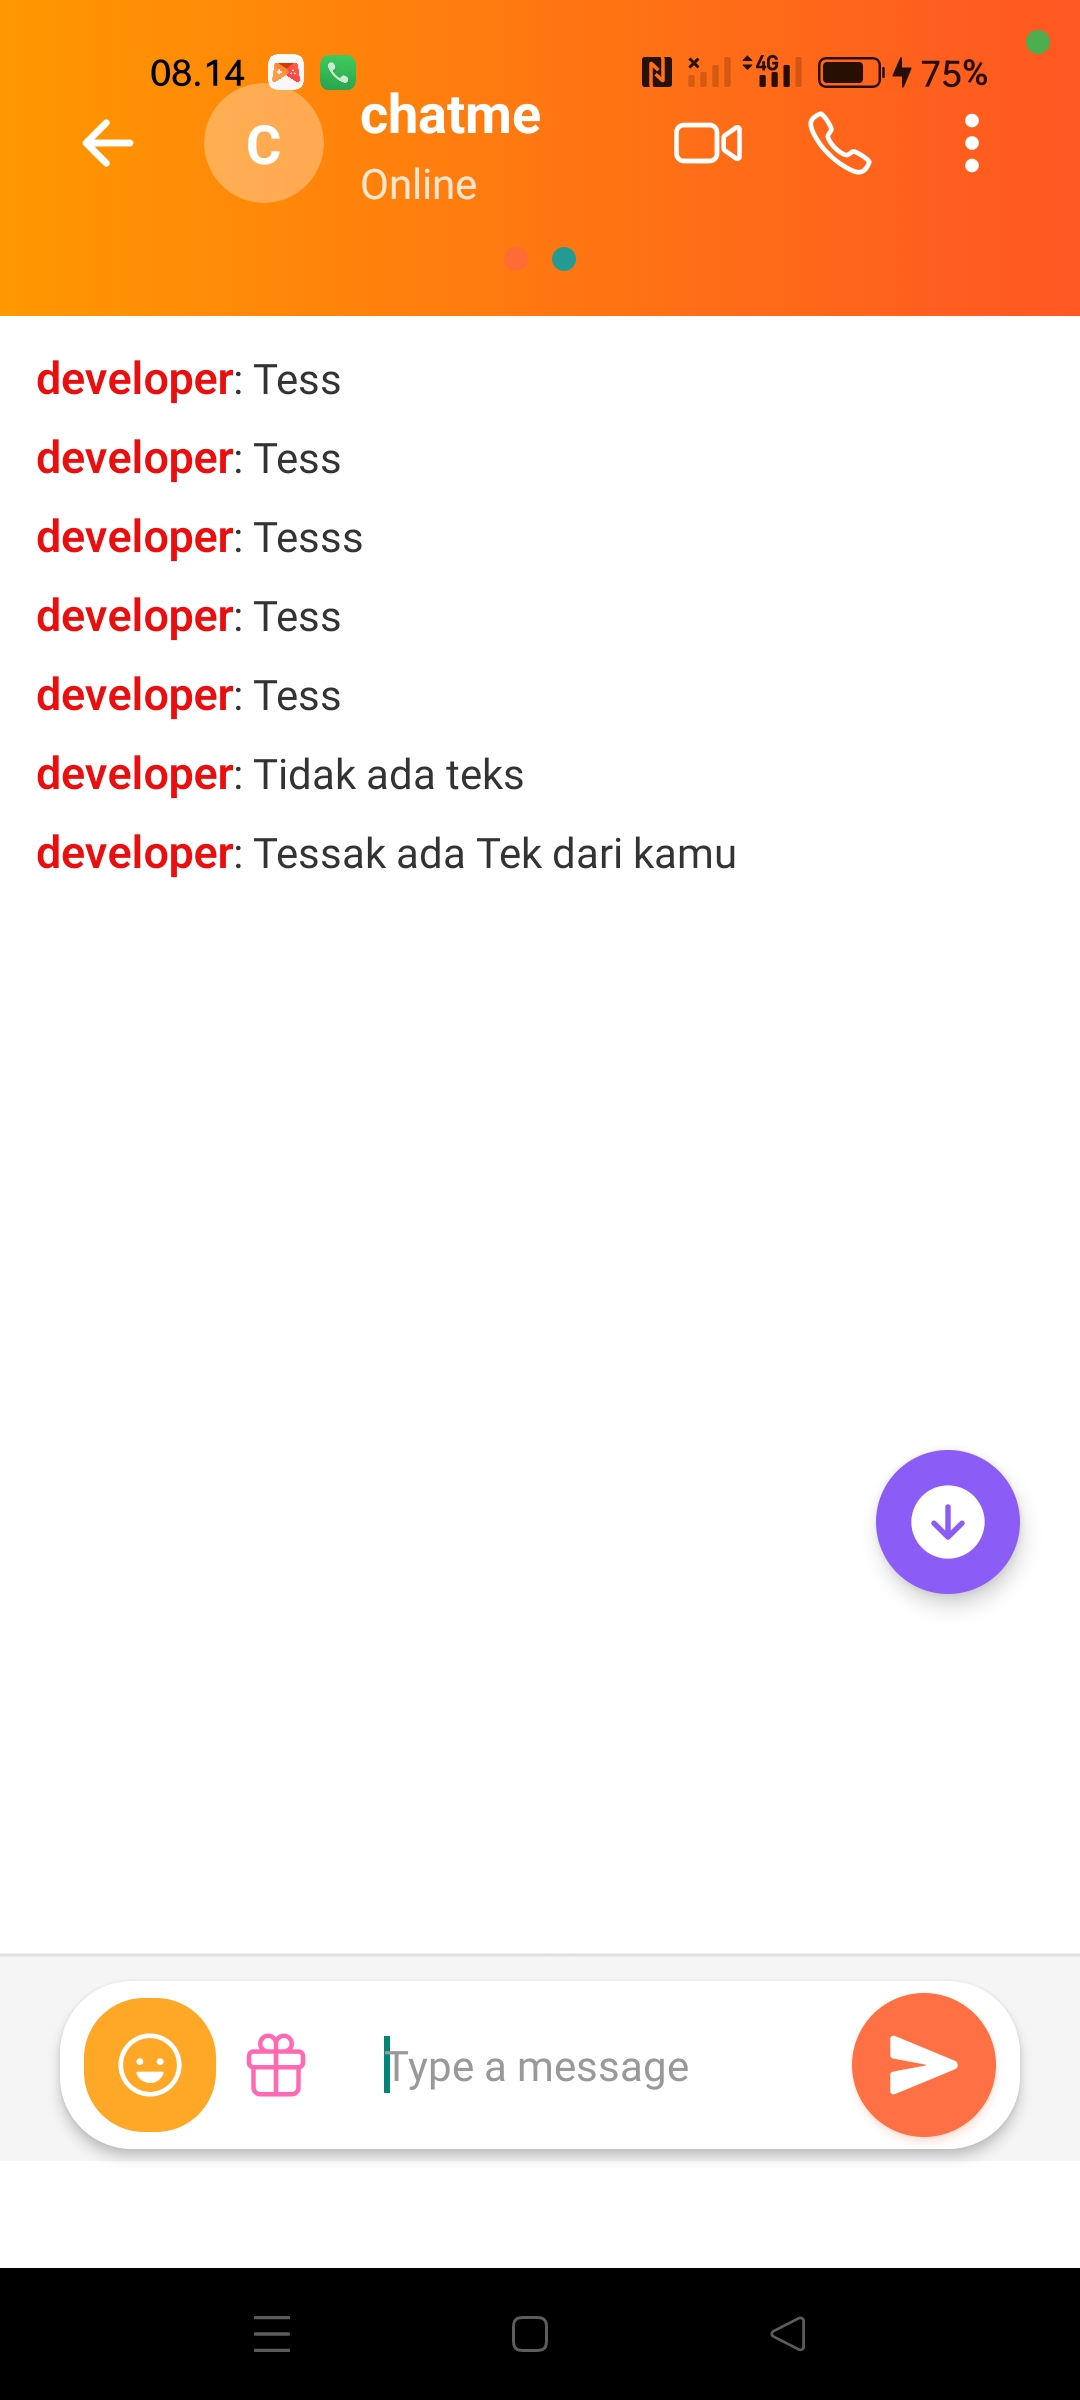 08.14
4G
75%
C
chatme
Online
developer: Tess
developer: Tess
developer: Tesss
developer: Tess
developer: Tess
developer: Tidak ada teks
developer: Tessak ada Tek dari kamu
Type a message